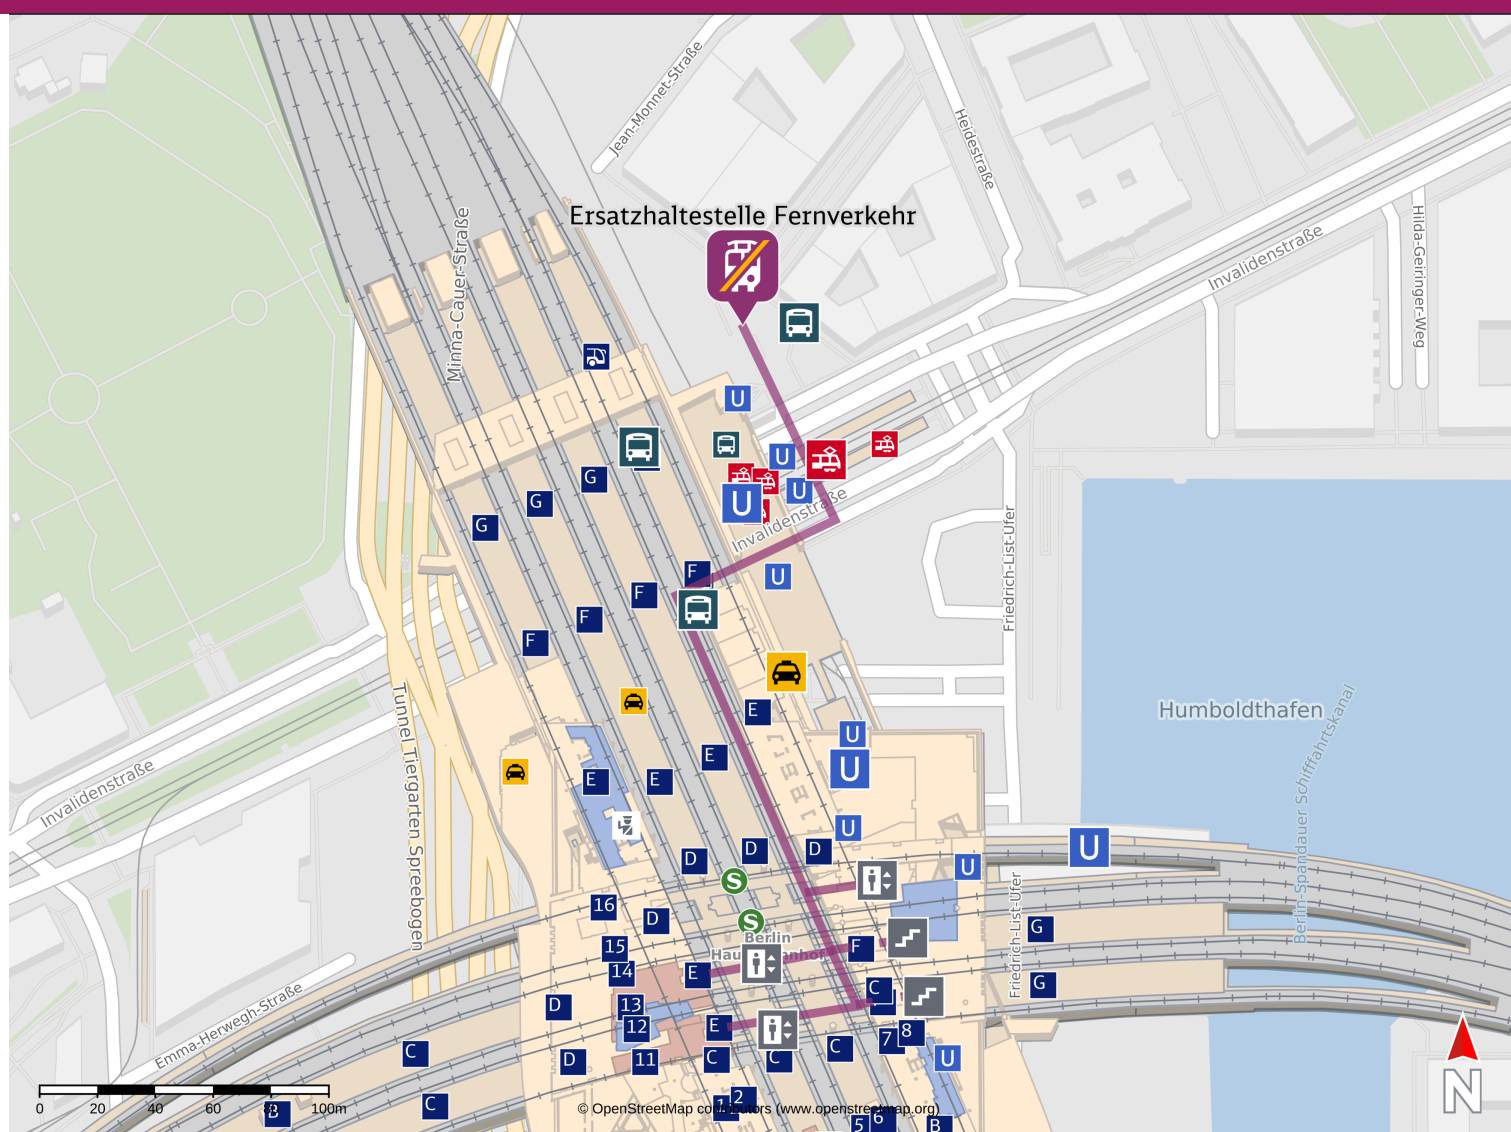 Jean-Monnet-Straße
Heidestraße
Ersatzhaltestelle Fernverkehr
Minna-Cauer-Straße
Invalidenstraße
Hilda-Geiringer-Weg
U
G
U
G
U
G
U
Invalidenstraße
F
U
F
F
F
Friedrich-List-Ufer
Humboldthafen
Berlin-Spandauer Schifffahrtskanal
Tunnel Tiergarten Spreebogen
Invalidenstraße
E
U
E
U
E
E
U
D
D
D
U
U
S
16
D
S
Berlin
F
G
15
14
E
C
G
Friedrich-List-Ufer
D
13
12
E
7
8
Emma-Herwegh-Straße
C
D
11
C
C
C
U
C
B
1
2
5
6
B
N
0 20 40 60 100m
© OpenStreetMap contributors (www.openstreetmap.org)